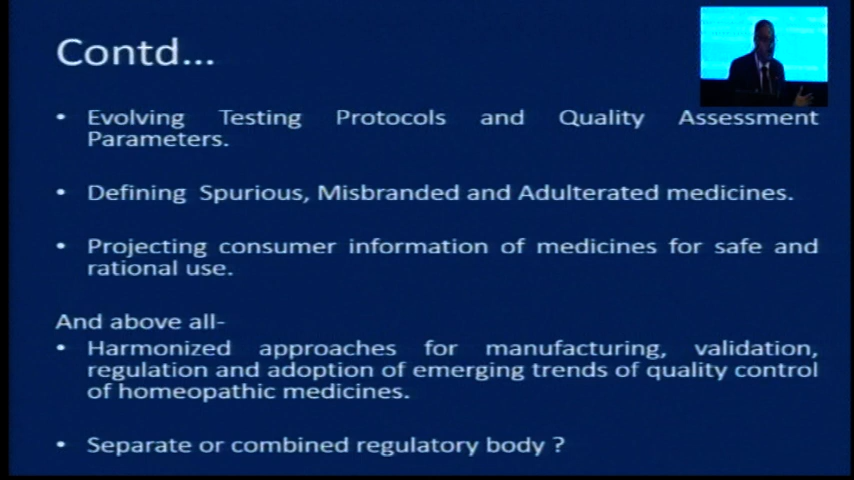 Contd...
• Evolving Testing Protocols and Quality Assessment
Parameters.
• Defining Spurious, Misbranded and Adulterated medicines.
• Projecting consumer information of medicines for safe and
rational use.
And above all-
• Harmonized approaches for manufacturing, validation,
regulation and adoption of emerging trends of quality control
of homeopathic medicines.
• Separate or combined regulatory body ?